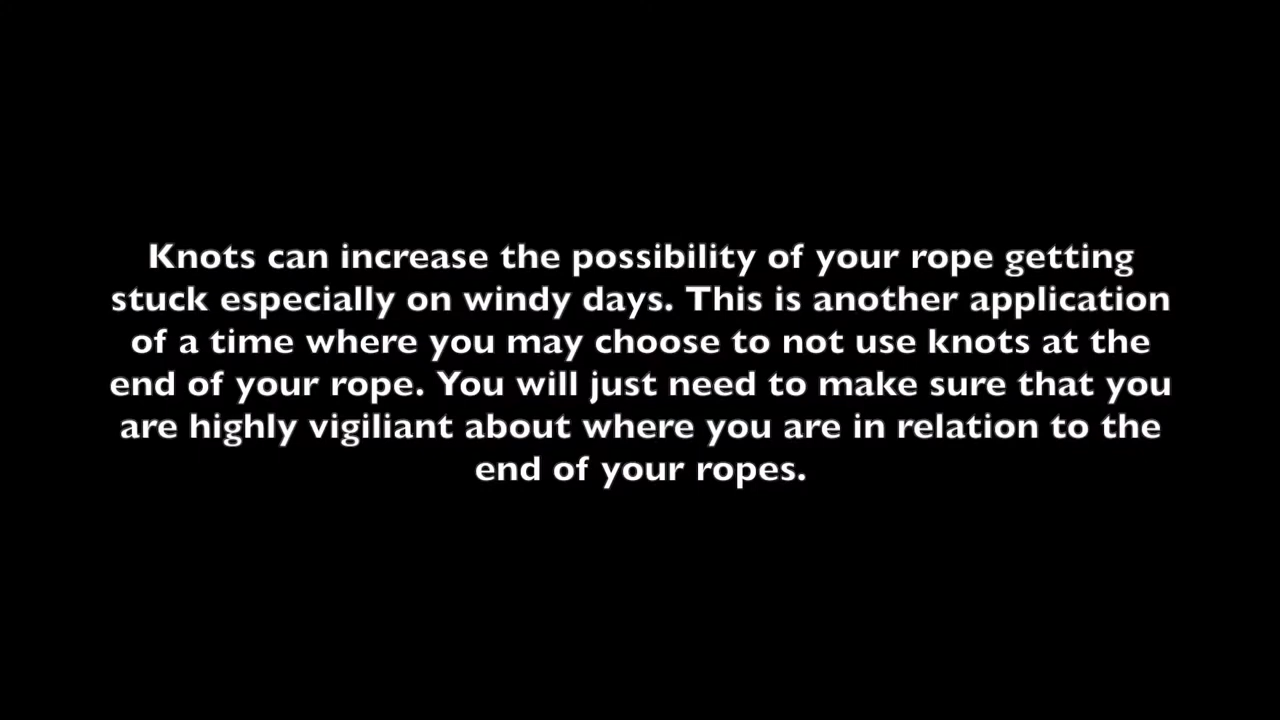 Knots can increase the possibility of your rope getting
stuck especially on windy days. This is another application
of a time where you may choose to not use knots at the
end of your rope. You will just need to make sure that you
are highly vigiliant about where you are in relation to the
end of your ropes.